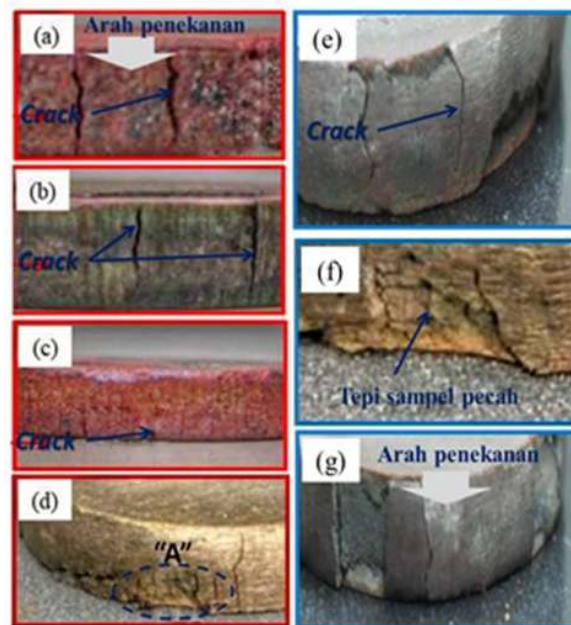 (a)
Arah penekanan
Crack
(b)
Crack
(c)
Crack
(d)
"A"
(e)
Crack
(f)
Tepi sampel pecah
(g)
Arah penekanan